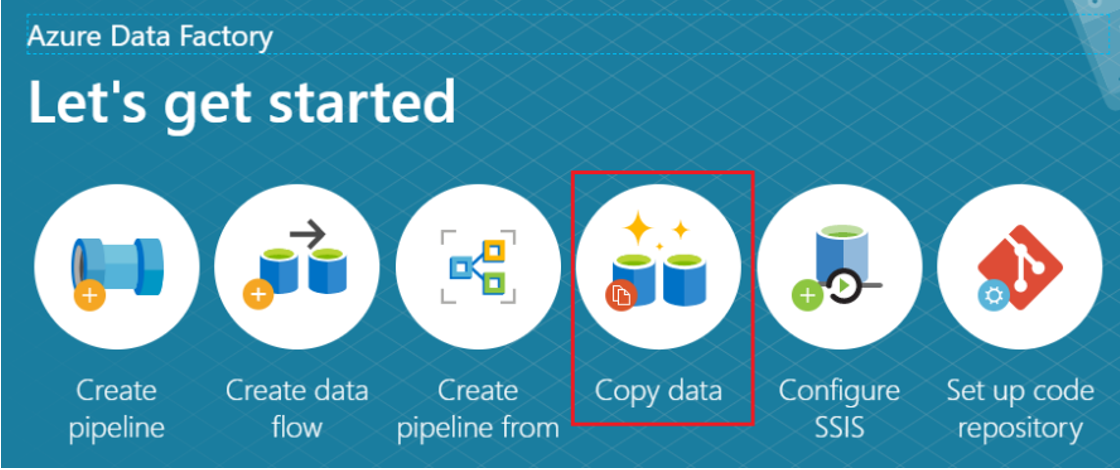 Azure Data Factory
Let's get started
Create
pipeline
Create data
flow
Create
pipeline from
Copy data
Configure
SSIS
Set up code
repository